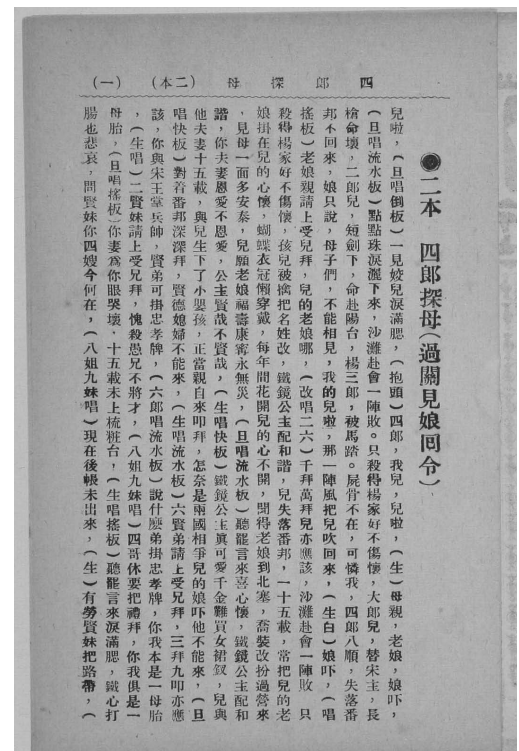 四郎探母　（二本）　（一）
二本　四郎探母（過關見娘回令）
兒啦，（旦唱倒板）一見姣兒淚滿腮，（抱頭）四郎，我兒，兒啦，（生）母親，老娘，娘吓，
（旦唱流水板）點點珠淚灑下來，沙灘赴會一陣敗。只殺得楊家好不傷懷，大郎兒，替宋主，長
槍命壞，二郎兒，短劍下，命赴陽台，楊三郎，被馬踏。屍骨不在，可憐我，四郎八順，失落番
邦不回來，娘只說，母子們，不能相見，我的兒啦，那一陣風把兒吹回來，（生白）娘吓，（唱
搖板）老娘親請上受兒拜，兒的老娘哪，（改唱二六）千拜萬拜兒亦應該，沙灘赴會一陣敗　只
殺得楊家好不傷懷，孩兒被擒把名姓改，鐵鏡公主配和諧，兒失落番邦，一十五載，常把兒的老
娘掛在兒的心懷，蝴蝶衣冠懶穿戴，每年間花開兒的心不開，聞得老娘到北塞，喬裝改扮過營來
，見母一面多安泰，兒願老娘福壽康寗永無災，（旦唱流水板）聽罷言來喜心懷，鐵鏡公主配和
諧，你夫妻恩愛不恩愛，公主賢哉不賢哉，（生唱快板）鐵鏡公主眞可愛千金難買女裙釵，兒與
他夫妻十五載，與兒生下了小嬰孩，正當親自來叩拜，怎奈是兩國相爭兒的娘吓他不能來，（旦
唱快板）對着番邦深深拜，賢德媳婦不能來，（生唱流水板）六賢弟請上受兄拜，三拜九叩亦應
該，你與宋王掌兵師，賢弟可掛忠孝牌，（六郎唱流水板）說什麼弟掛忠孝牌，你我本是一母胎
，（生唱）二賢妹請上受兄拜，愧殺愚兄不將才，（八姐九妹唱）四哥休要把禮拜，你我俱是一
母胎，（旦唱搖板）你妻爲你眼哭壞，十五載未上梳粧台，（生唱搖板）聽罷言來淚滿腮，鐵心打
腸也悲哀，問賢妹你四嫂今何在，（八姐九妹唱）現在後帳未出來，（生）有勞賢妹把路帶，（